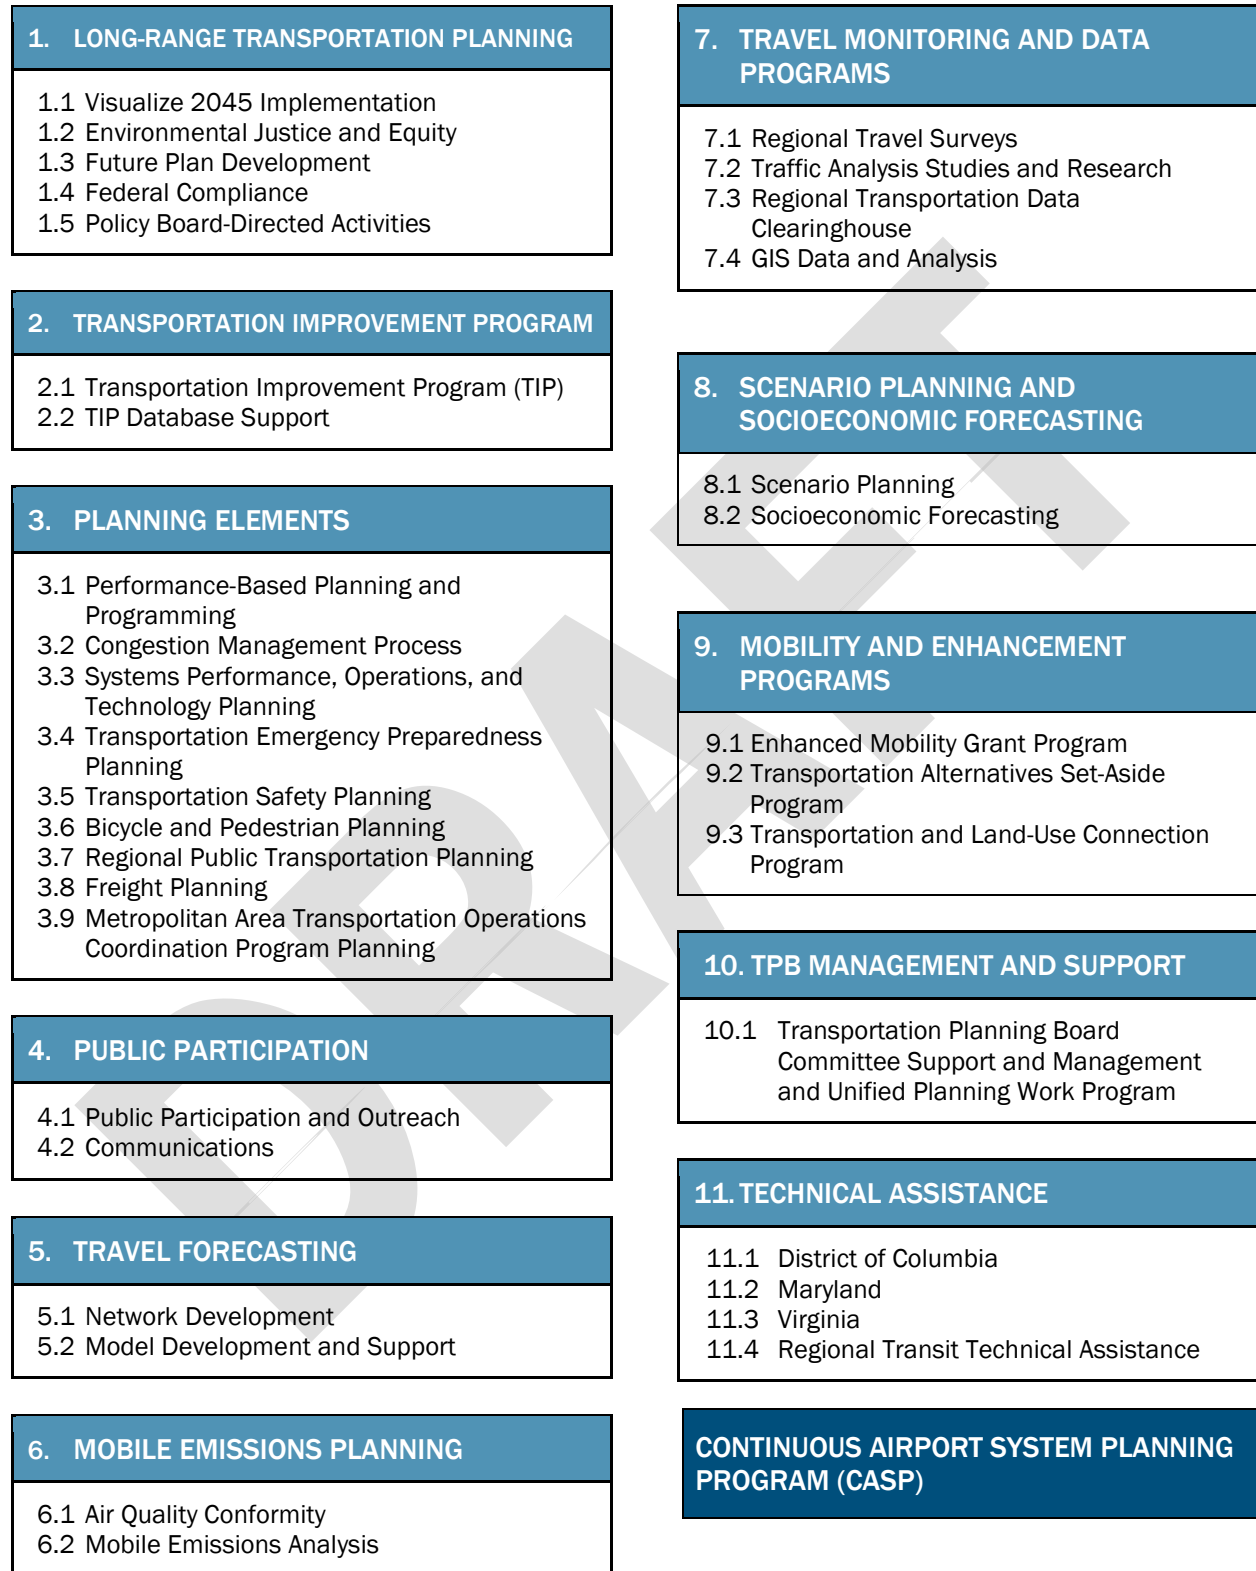 1. LONG-RANGE TRANSPORTATION PLANNING
1.1 Visualize 2045 Implementation
1.2 Environmental Justice and Equity
1.3 Future Plan Development
1.4 Federal Compliance
1.5 Policy Board-Directed Activities
2. TRANSPORTATION IMPROVEMENT PROGRAM
2.1 Transportation Improvement Program (TIP)
2.2 TIP Database Support
3. PLANNING ELEMENTS
3.1 Performance-Based Planning and
Programming
3.2 Congestion Management Process
3.3 Systems Performance, Operations, and
Technology Planning
3.4 Transportation Emergency Preparedness
Planning
3.5 Transportation Safety Planning
3.6 Bicycle and Pedestrian Planning
3.7 Regional Public Transportation Planning
3.8 Freight Planning
3.9 Metropolitan Area Transportation Operations
Coordination Program Planning
4. PUBLIC PARTICIPATION
4.1 Public Participation and Outreach
4.2 Communications
5. TRAVEL FORECASTING
5.1 Network Development
5.2 Model Development and Support
6. MOBILE EMISSIONS PLANNING
6.1 Air Quality Conformity
6.2 Mobile Emissions Analysis
7. TRAVEL MONITORING AND DATA
PROGRAMS
7.1 Regional Travel Surveys
7.2 Traffic Analysis Studies and Research
7.3 Regional Transportation Data
Clearinghouse
7.4 GIS Data and Analysis
8. SCENARIO PLANNING AND
SOCIOECONOMIC FORECASTING
8.1 Scenario Planning
8.2 Socioeconomic Forecasting
9. MOBILITY AND ENHANCEMENT
PROGRAMS
9.1 Enhanced Mobility Grant Program
9.2 Transportation Alternatives Set-Aside
Program
9.3 Transportation and Land-Use Connection
Program
10. TPB MANAGEMENT AND SUPPORT
10.1 Transportation Planning Board
Committee Support and Management
and Unified Planning Work Program
11. TECHNICAL ASSISTANCE
11.1 District of Columbia
11.2 Maryland
11.3 Virginia
11.4 Regional Transit Technical Assistance
CONTINUOUS AIRPORT SYSTEM PLANNING
PROGRAM (CASP)
DRAFT